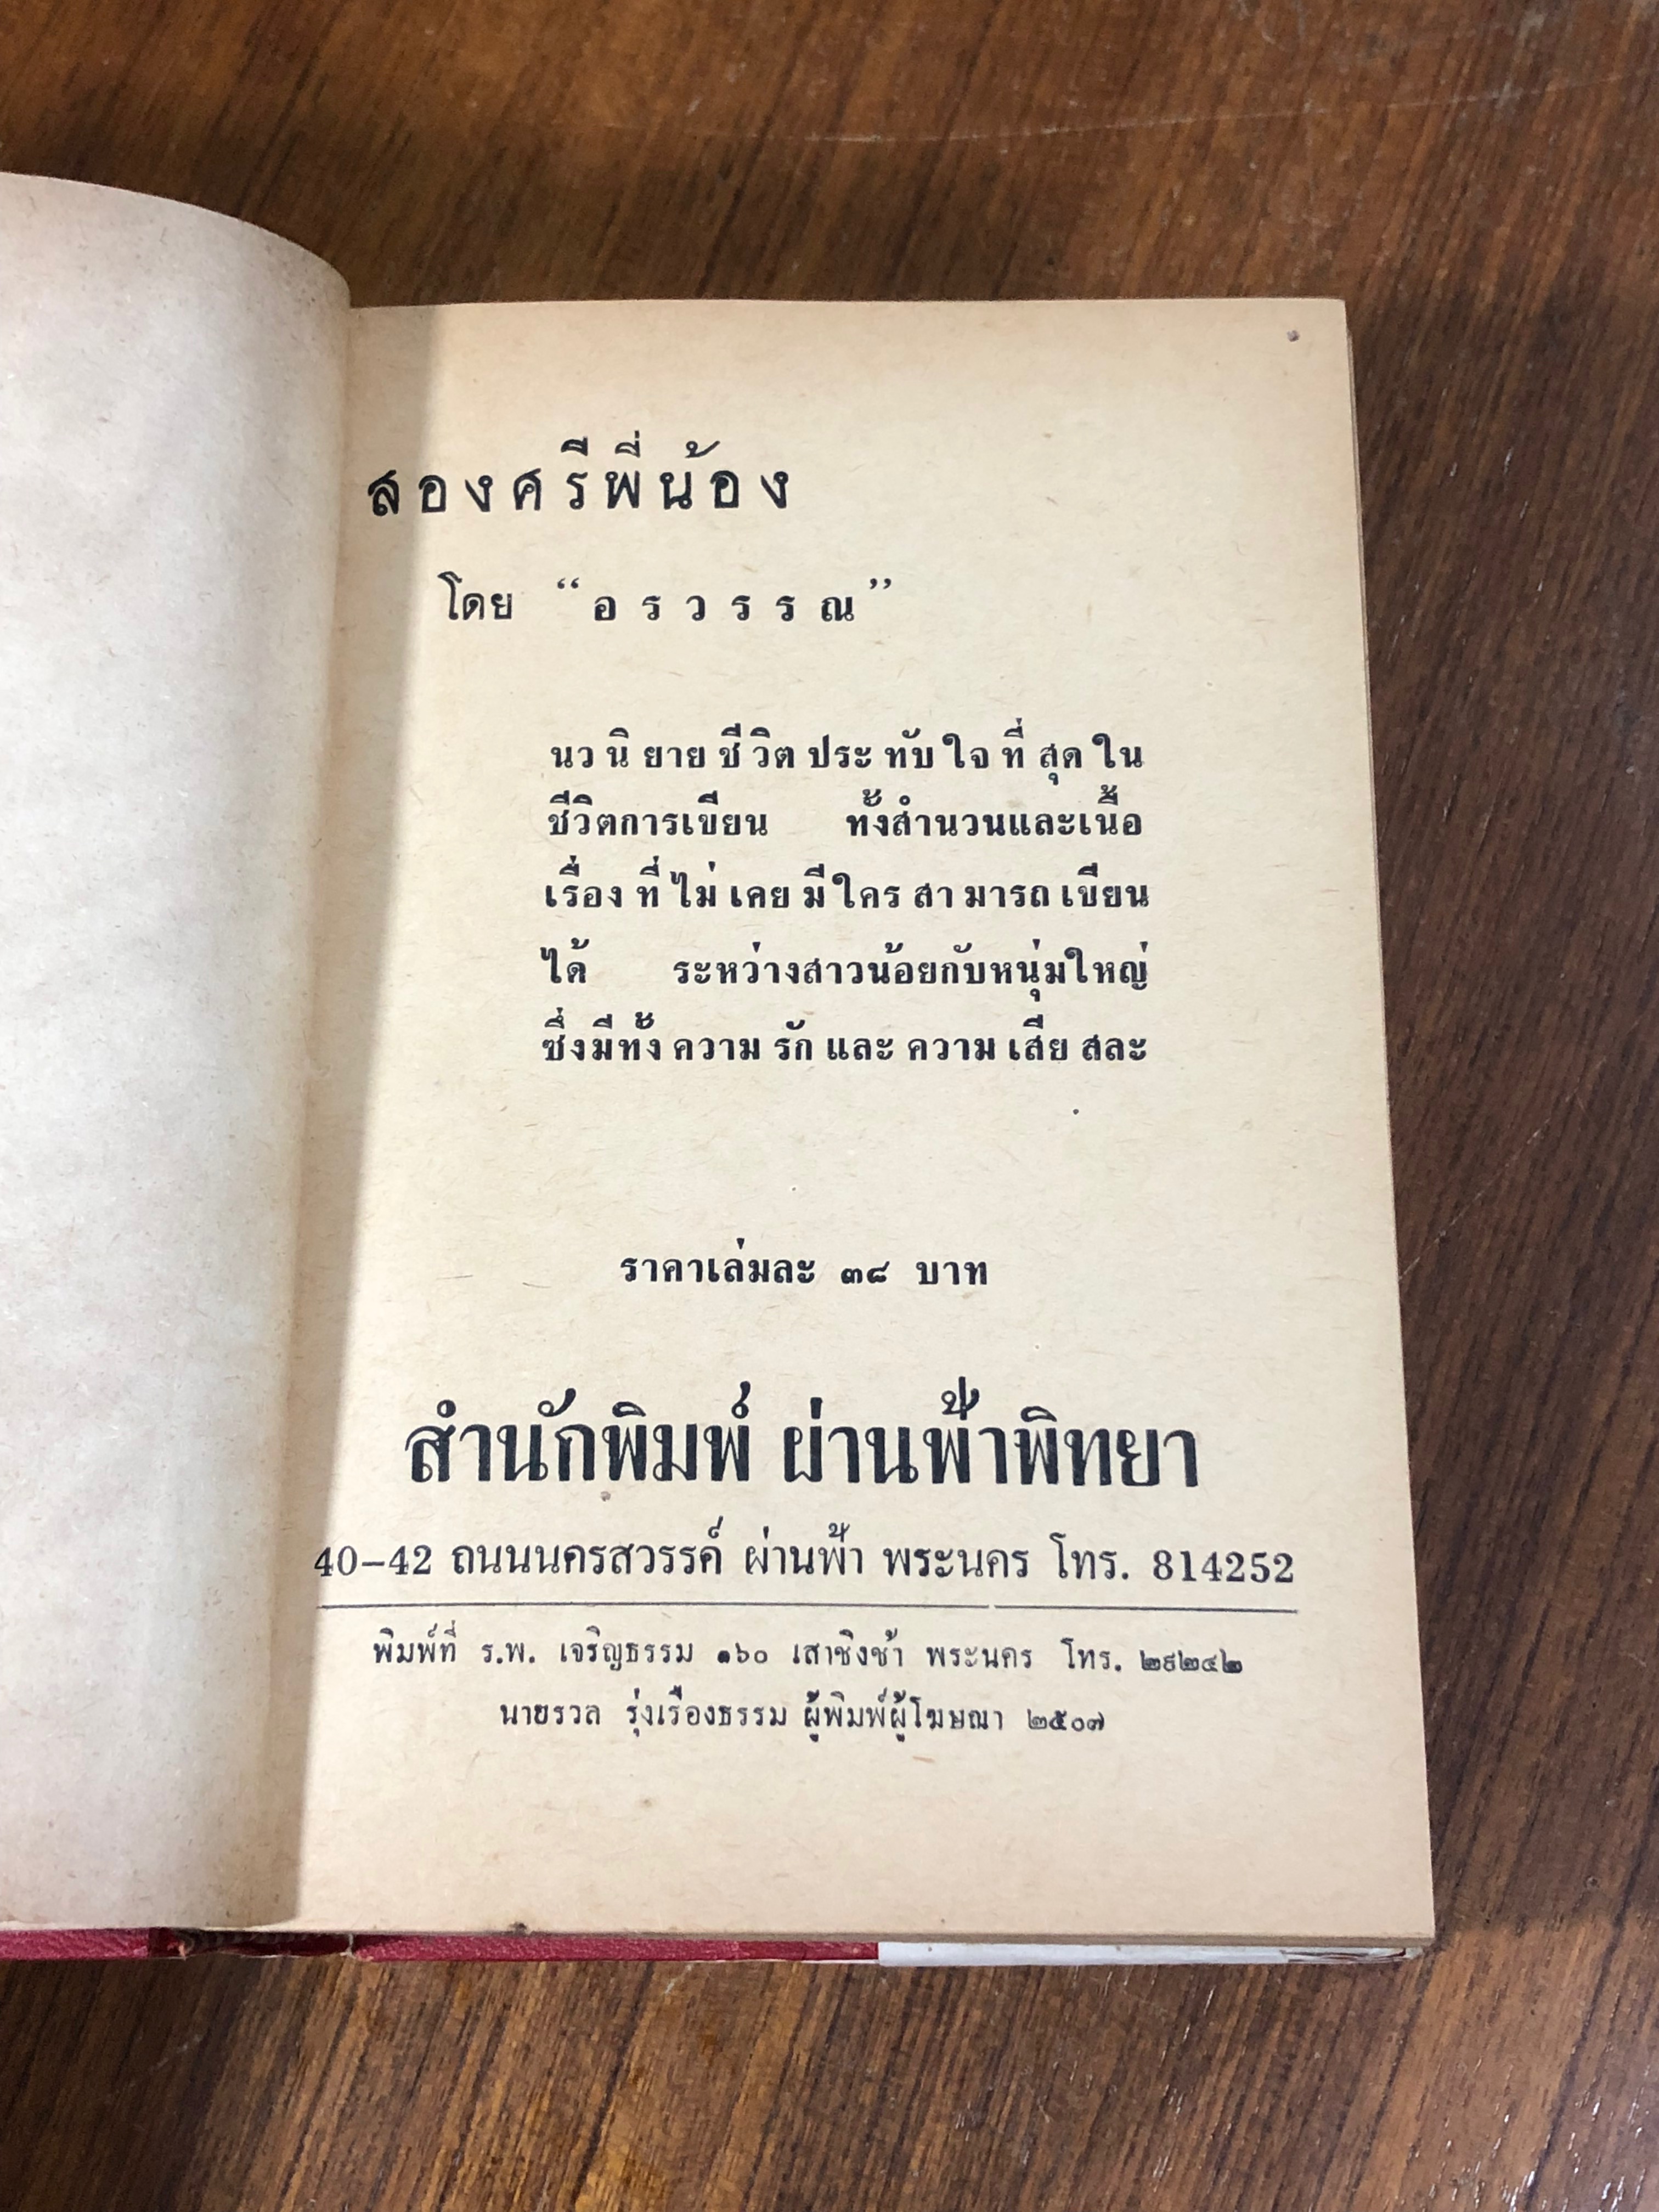 สองศรีพี่น้อง
โดย “อรวรรณ”
นวนิยายชีวิตประทับใจที่สุดใน
ชีวิตการเขียน ทั้งสำนวนและเนื้อ
เรื่องที่ไม่เคยมีใครสามารถเขียน
ได้ ระหว่างสาวน้อยกับหนุ่มใหญ่
ซึ่งมีทั้งความรักและความเสียสละ
ราคาเล่มละ ๓๘ บาท
สำนักพิมพ์ ผ่านฟ้าพิทยา
40-42 ถนนนครสวรรค์ ผ่านฟ้า พระนคร โทร. 814252
พิมพ์ที่ ร.พ. เจริญธรรม ๑๖๐ เสาชิงช้า พระนคร โทร. ๒๙๒๔๒
นายรวล รุ่งเรืองธรรม ผู้พิมพ์ผู้โฆษณา ๒๕๐๗